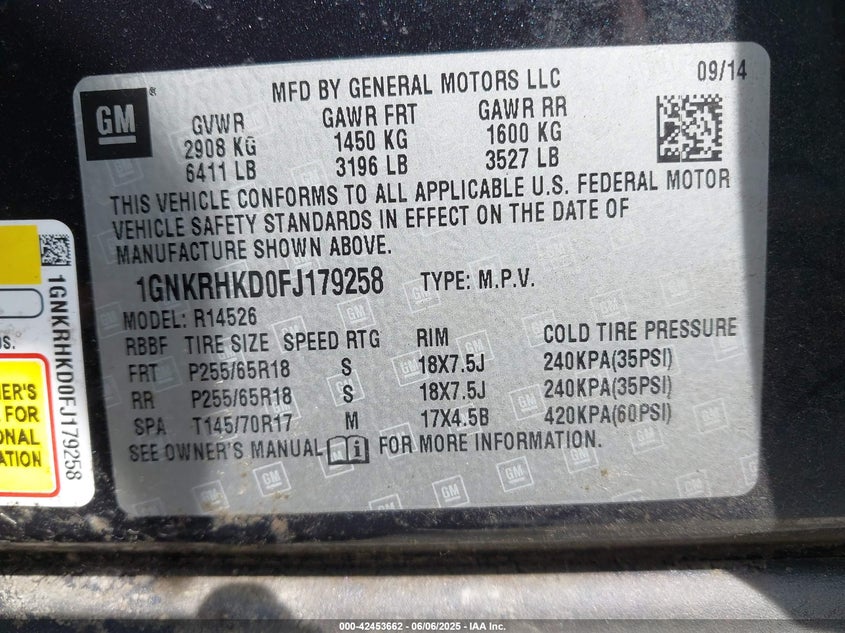 MFD BY GENERAL MOTORS LLC
09/14
GM
®
GVWR GAWR FRT GAWR RR
2908 KG 1450 KG 1600 KG
6411 LB 3196 LB 3527 LB
THIS VEHICLE CONFORMS TO ALL APPLICABLE U.S. FEDERAL MOTOR
VEHICLE SAFETY STANDARDS IN EFFECT ON THE DATE OF
MANUFACTURE SHOWN ABOVE.
1GNKRHKD0FJ179258 TYPE: M.P.V.
MODEL: R14526
RBBF TIRE SIZE SPEED RTG RIM COLD TIRE PRESSURE
FRT P255/65R18 S 18X7.5J 240KPA(35PSI)
RR P255/65R18 S 18X7.5J 240KPA(35PSI)
SPA T145/70R17 M 17X4.5B 420KPA(60PSI)
SEE OWNER'S MANUAL FOR MORE INFORMATION.
1GNKRHKD0FJ179258
FOR
000-42453662 - 06/06/2025 - IAA Inc.